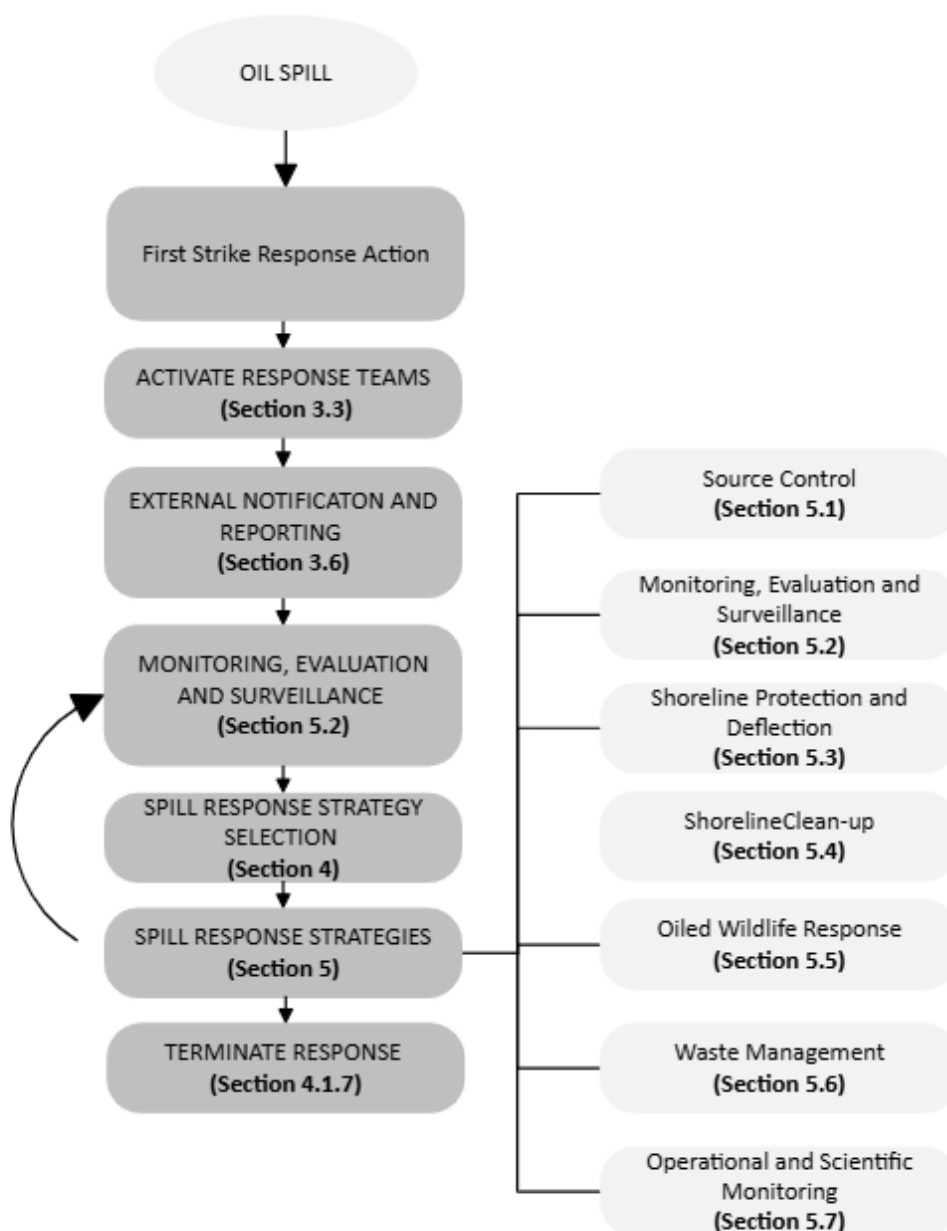 OIL SPILL
First Strike Response Action
ACTIVATE RESPONSE TEAMS
(Section 3.3)
EXTERNAL NOTIFICATON AND
REPORTING
(Section 3.6)
MONITORING, EVALUATION
AND SURVEILLANCE
(Section 5.2)
SPILL RESPONSE STRATEGY
SELECTION
(Section 4)
SPILL RESPONSE STRATEGIES
(Section 5)
TERMINATE RESPONSE
(Section 4.1.7)
Source Control
(Section 5.1)
Monitoring, Evaluation and
Surveillance
(Section 5.2)
Shoreline Protection and
Deflection
(Section 5.3)
ShorelineClean-up
(Section 5.4)
Oiled Wildlife Response
(Section 5.5)
Waste Management
(Section 5.6)
Operational and Scientific
Monitoring
(Section 5.7)